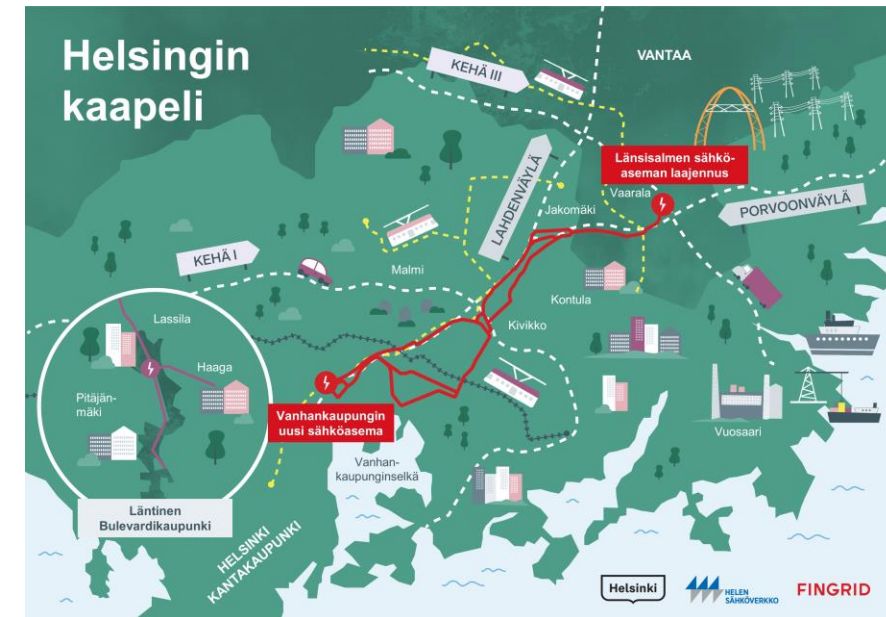 Helsingin
kaapeli
KEHÄ III
VANTAA
Länsisalmen sähkö-
aseman laajennus
Vaarala
LAHDENVÄYLÄ
Jakomäki
PORVOONVÄYLÄ
KEHÄ I
Malmi
Kontula
Kivikko
Lassila
Haaga
Pitäjän-
mäki
Vanhankaupungin
uusi sähköasema
Vuosaari
Vanhan-
kaupunginselkä
Läntinen
Bulevardikaupunki
HELSINKI
KANTAKAUPUNKI
Helsinki
HELEN
SÄHKÖVERKKO
FINGRID